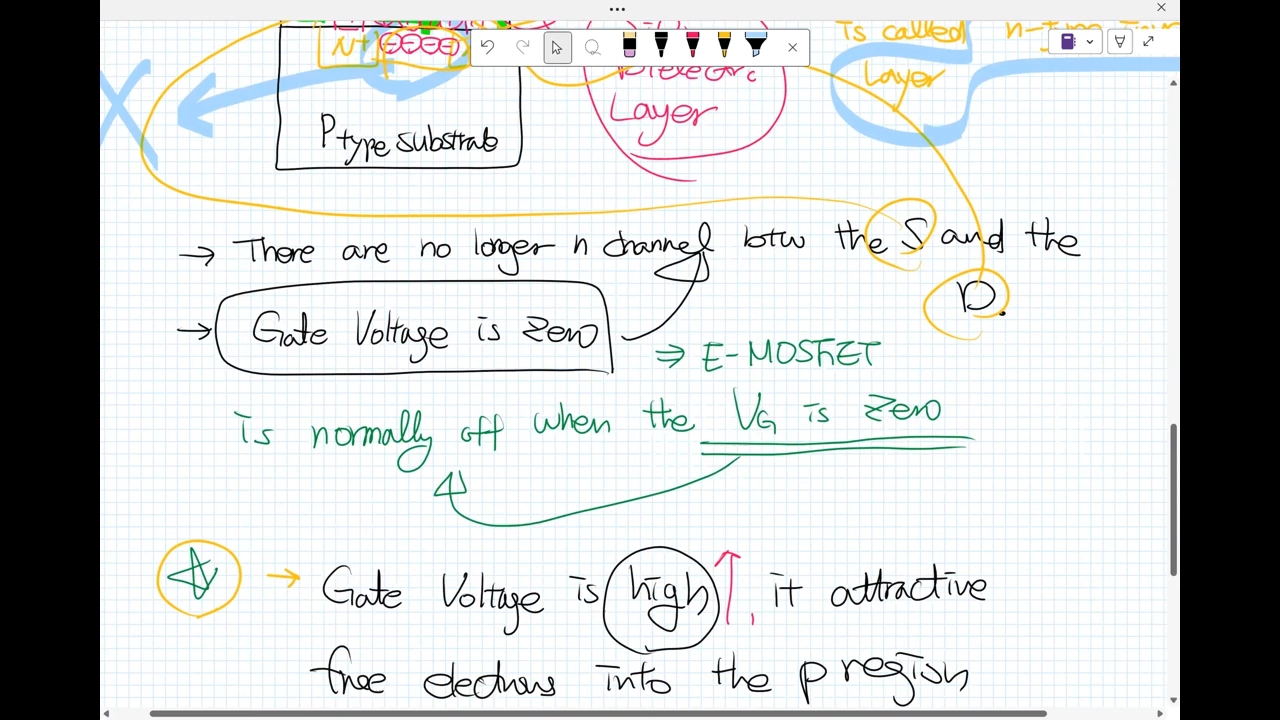 is called
N+
Dielectric
Layer
Layer
P type substrate
→ There are no longer n channel btw the S and the
D.
→ Gate Voltage is Zero
⇒ E-MOSFET
is normally off when the VG is Zero
→ Gate Voltage is high ↑, it attractive
free electrons into the p region